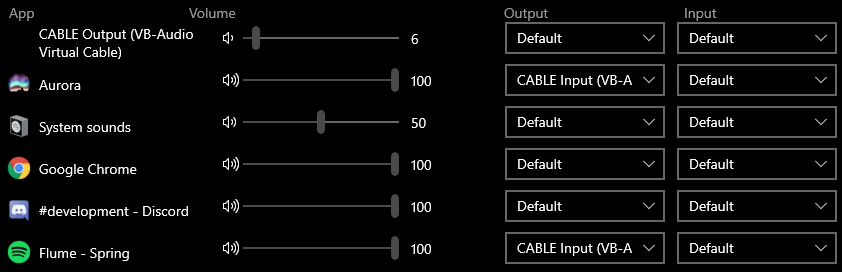 App Volume Output Input
CABLE Output (VB-Audio
Virtual Cable) 6 Default Default
Aurora 100 CABLE Input (VB-A Default
System sounds 50 Default Default
Google Chrome 100 Default Default
#development - Discord 100 Default Default
Flume - Spring 100 CABLE Input (VB-A Default